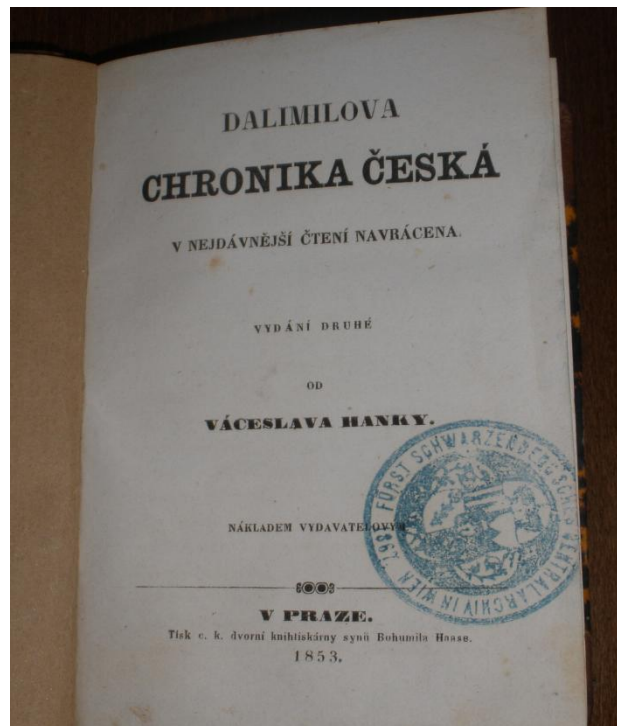 DALIMILOVA
CHRONIKA ČESKÁ
V NEJDÁVNĚJŠÍ ČTENÍ NAVRÁCENA.
VYDÁNÍ DRUHÉ
OD
VÁCESLAVA HANKY.
NÁKLADEM VYDAVATELOVÝM
V PRAZE.
Tisk c. k. dvorní knihtiskárny synů Bohumila Haase.
1853.
FÜRST SCHWARZENBERG'SCHES ZENTRALARCHIV IN WIEN